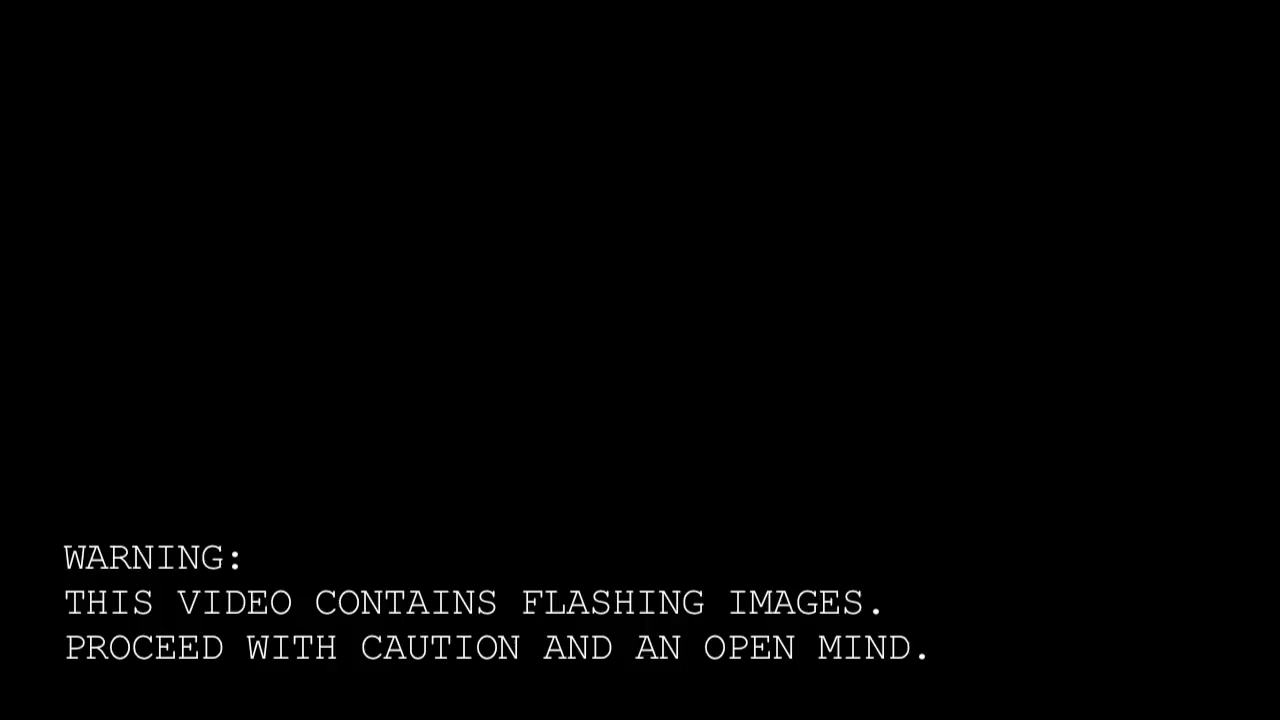 WARNING:
THIS VIDEO CONTAINS FLASHING IMAGES.
PROCEED WITH CAUTION AND AN OPEN MIND.